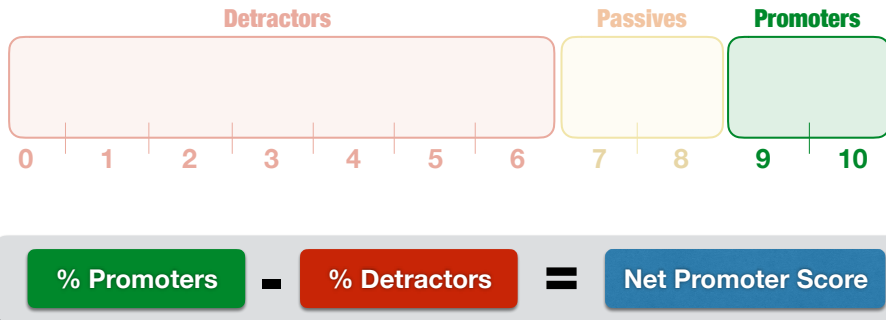 Detractors Passives Promoters
0 1 2 3 4 5 6 7 8 9 10
% Promoters - % Detractors = Net Promoter Score